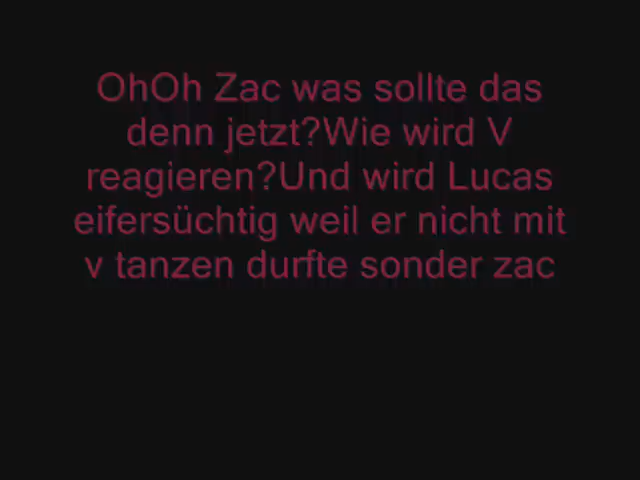 OhOh Zac was sollte das
denn jetzt?Wie wird V
reagieren?Und wird Lucas
eifersüchtig weil er nicht mit
v tanzen durfte sonder zac